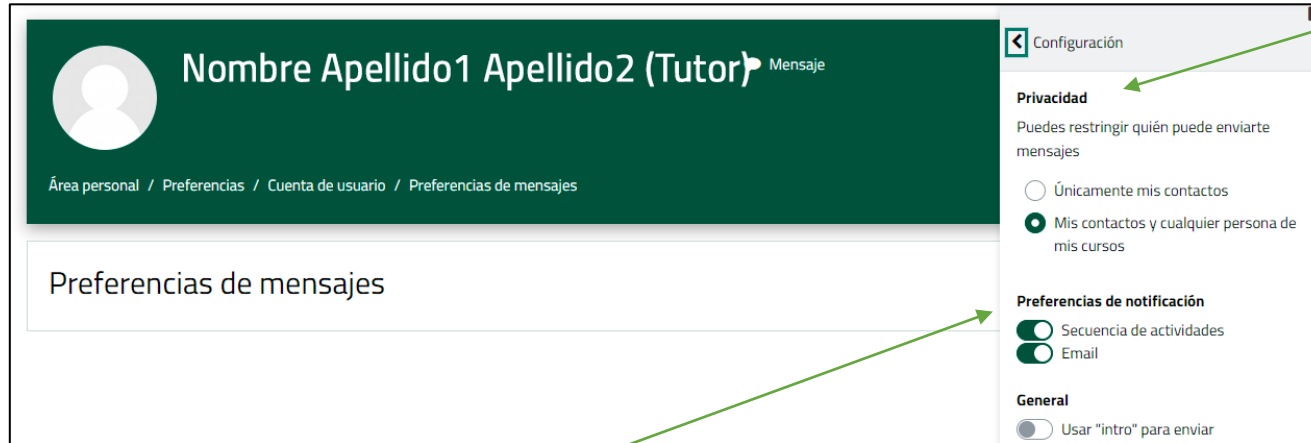 Nombre Apellido1 Apellido2 (Tutor)
Mensaje
Área personal / Preferencias / Cuenta de usuario / Preferencias de mensajes
Preferencias de mensajes
Configuración
Privacidad
Puedes restringir quién puede enviarte
mensajes
Únicamente mis contactos
Mis contactos y cualquier persona de
mis cursos
Preferencias de notificación
Secuencia de actividades
Email
General
Usar "intro" para enviar